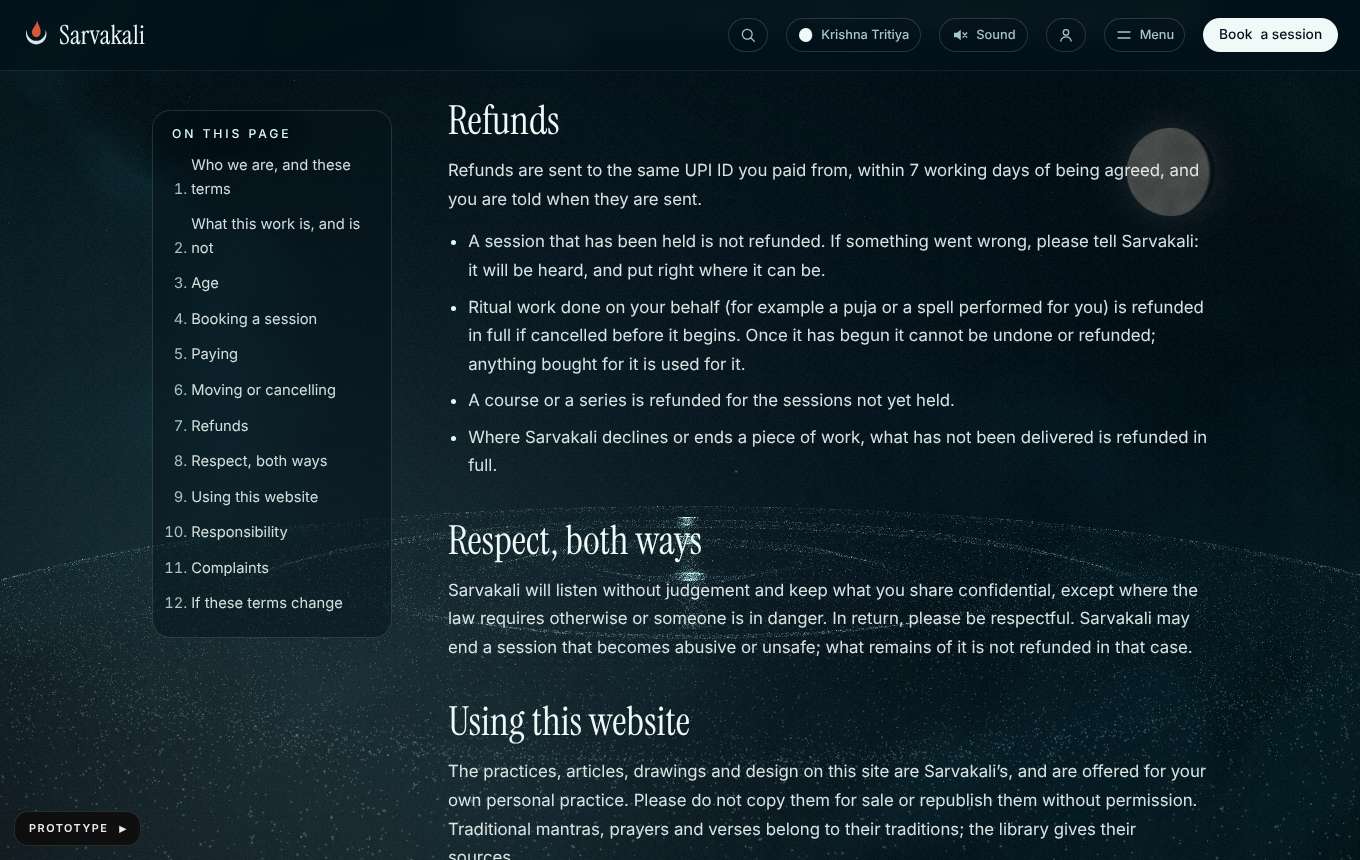 Sarvakali
Krishna Tritiya
Sound
Menu
Book a session
ON THIS PAGE
1. Who we are, and these
terms
2. What this work is, and is
not
3. Age
4. Booking a session
5. Paying
6. Moving or cancelling
7. Refunds
8. Respect, both ways
9. Using this website
10. Responsibility
11. Complaints
12. If these terms change
Refunds
Refunds are sent to the same UPI ID you paid from, within 7 working days of being agreed, and
you are told when they are sent.
• A session that has been held is not refunded. If something went wrong, please tell Sarvakali:
it will be heard, and put right where it can be.
• Ritual work done on your behalf (for example a puja or a spell performed for you) is refunded
in full if cancelled before it begins. Once it has begun it cannot be undone or refunded;
anything bought for it is used for it.
• A course or a series is refunded for the sessions not yet held.
• Where Sarvakali declines or ends a piece of work, what has not been delivered is refunded in
full.
Respect, both ways
Sarvakali will listen without judgement and keep what you share confidential, except where the
law requires otherwise or someone is in danger. In return, please be respectful. Sarvakali may
end a session that becomes abusive or unsafe; what remains of it is not refunded in that case.
Using this website
The practices, articles, drawings and design on this site are Sarvakali’s, and are offered for your
own personal practice. Please do not copy them for sale or republish them without permission.
Traditional mantras, prayers and verses belong to their traditions; the library gives their
sources.
PROTOTYPE ▶